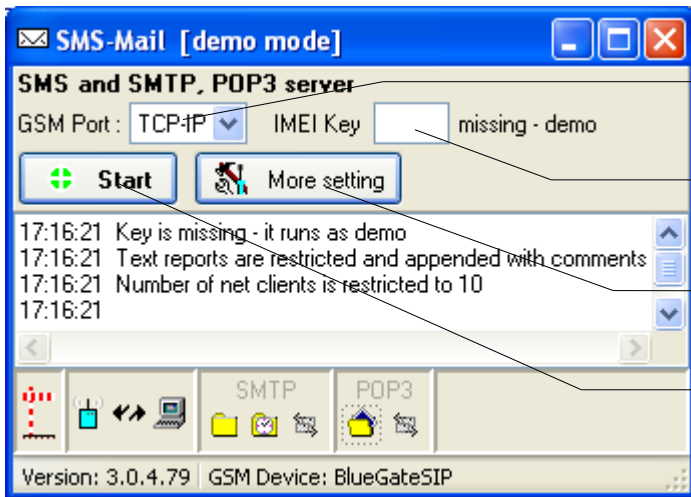 SMS-Mail [demo mode]
SMS and SMTP, POP3 server
GSM Port : TCP-IP IMEI Key missing - demo
Start More setting
17:16:21 Key is missing - it runs as demo
17:16:21 Text reports are restricted and appended with comments
17:16:21 Number of net clients is restricted to 10
17:16:21
SMTP POP3
Version: 3.0.4.79 GSM Device: BlueGateSIP